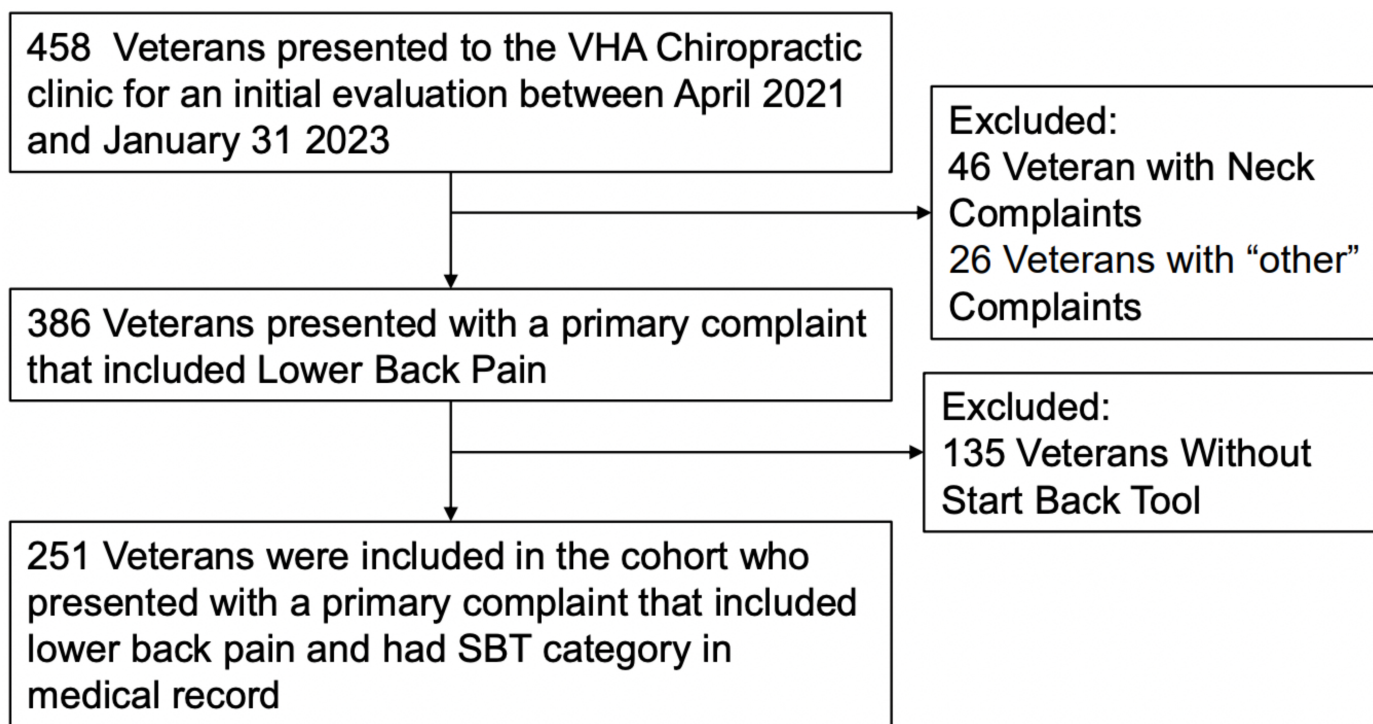 458  Veterans presented to the VHA Chiropractic
clinic for an initial evaluation between April 2021
and January 31 2023
Excluded:
46 Veteran with Neck
Complaints
26 Veterans with “other”
Complaints
386 Veterans presented with a primary complaint
that included Lower Back Pain
Excluded:
135 Veterans Without
Start Back Tool
251 Veterans were included in the cohort who
presented with a primary complaint that included
lower back pain and had SBT category in
medical record